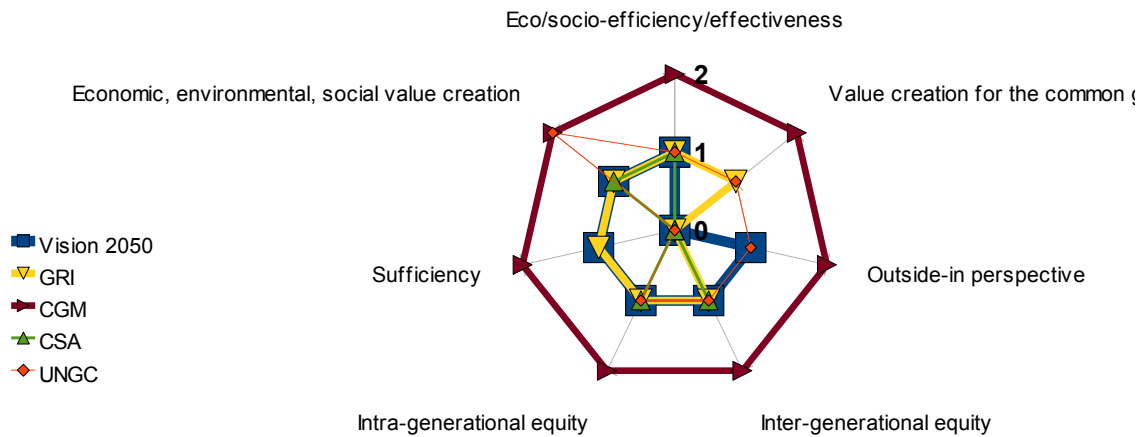 Eco/socio-efficiency/effectiveness
2
Economic, environmental, social value creation
Value creation for the common g
1
0
Vision 2050
GRI
CGM
CSA
UNGC
Sufficiency
Outside-in perspective
Intra-generational equity
Inter-generational equity